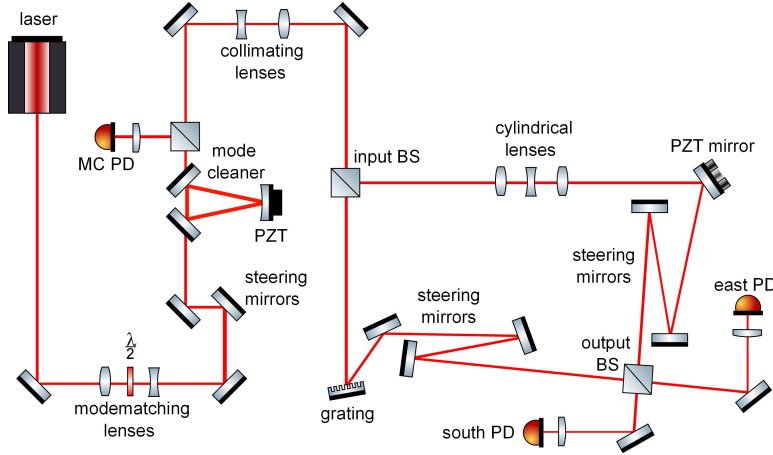 laser
collimating
lenses
MC PD
mode
cleaner
PZT
input BS
cylindrical
lenses
PZT mirror
steering
mirrors
steering
mirrors
east PD
steering
mirrors
output
BS
λ
2
modematching
lenses
grating
south PD